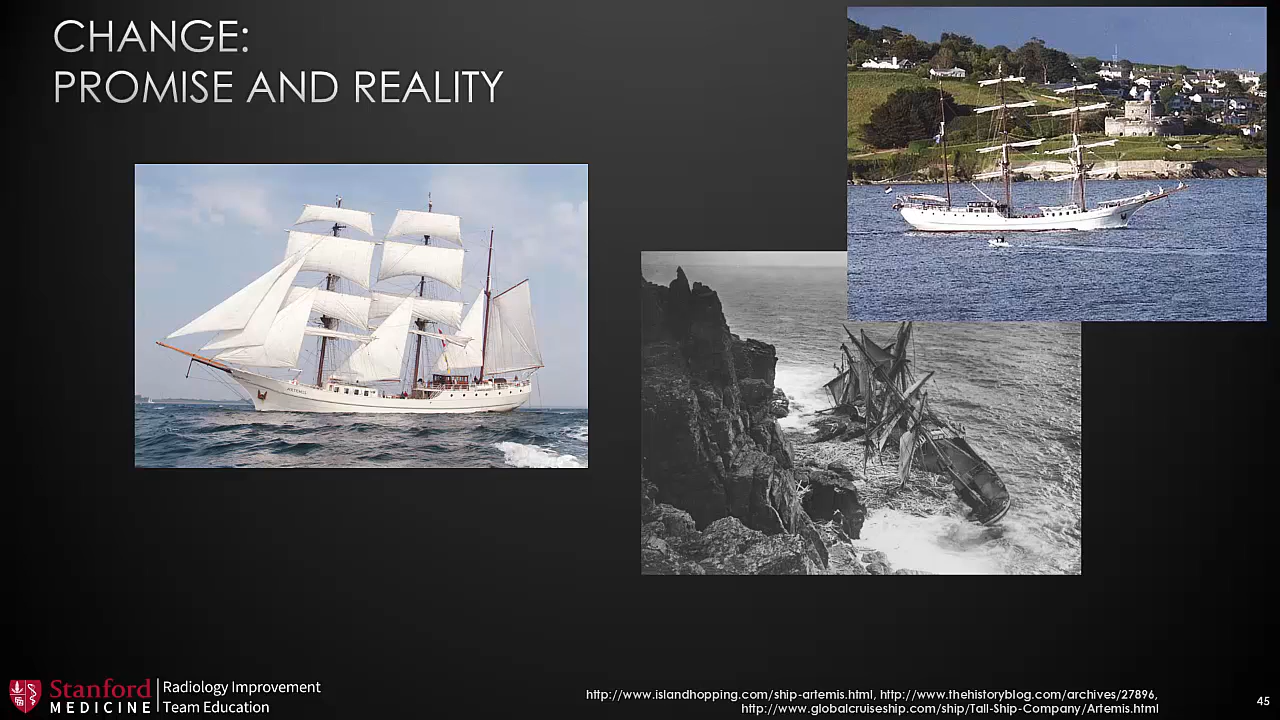 CHANGE:
PROMISE AND REALITY
ARTEMIS
Stanford
MEDICINE
Radiology Improvement
Team Education
http://www.islandhopping.com/ship-artemis.html, http://www.thehistoryblog.com/archives/27896,
http://www.globalcruiseship.com/ship/Tall-Ship-Company/Artemis.html
45